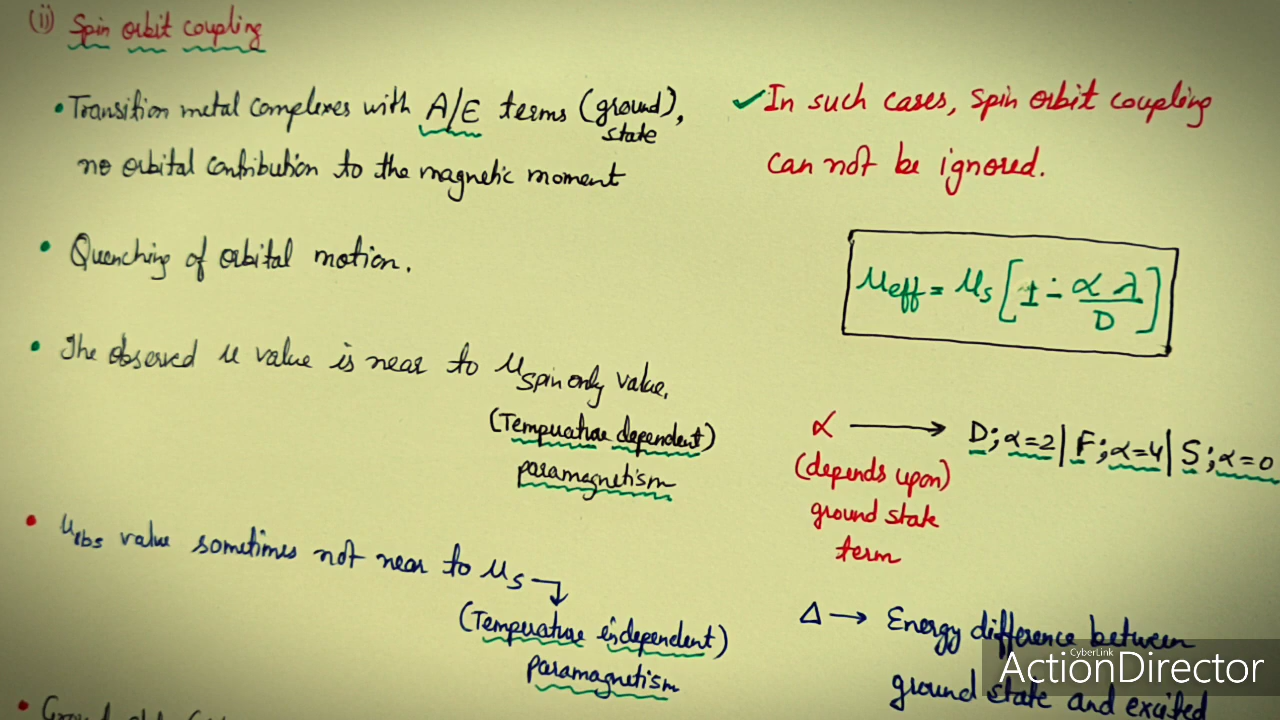 (ii) Spin orbit coupling
• Transition metal complexes with A/E terms (ground state),
no orbital contribution to the magnetic moment
• Quenching of orbital motion.
• The observed μ value is near to μ spin only value.
(Temperature dependent)
paramagnetism
• μobs value sometimes not near to μs
(Temperature independent)
paramagnetism
• Ground state
✓ In such cases, spin orbit coupling
can not be ignored.
μeff = μs [1 - αλ/D]
α → D; α=2 | F; α=4 | S; α=0
(depends upon)
ground state
term
Δ → Energy difference between
ground state and excited
CyberLink
ActionDirector